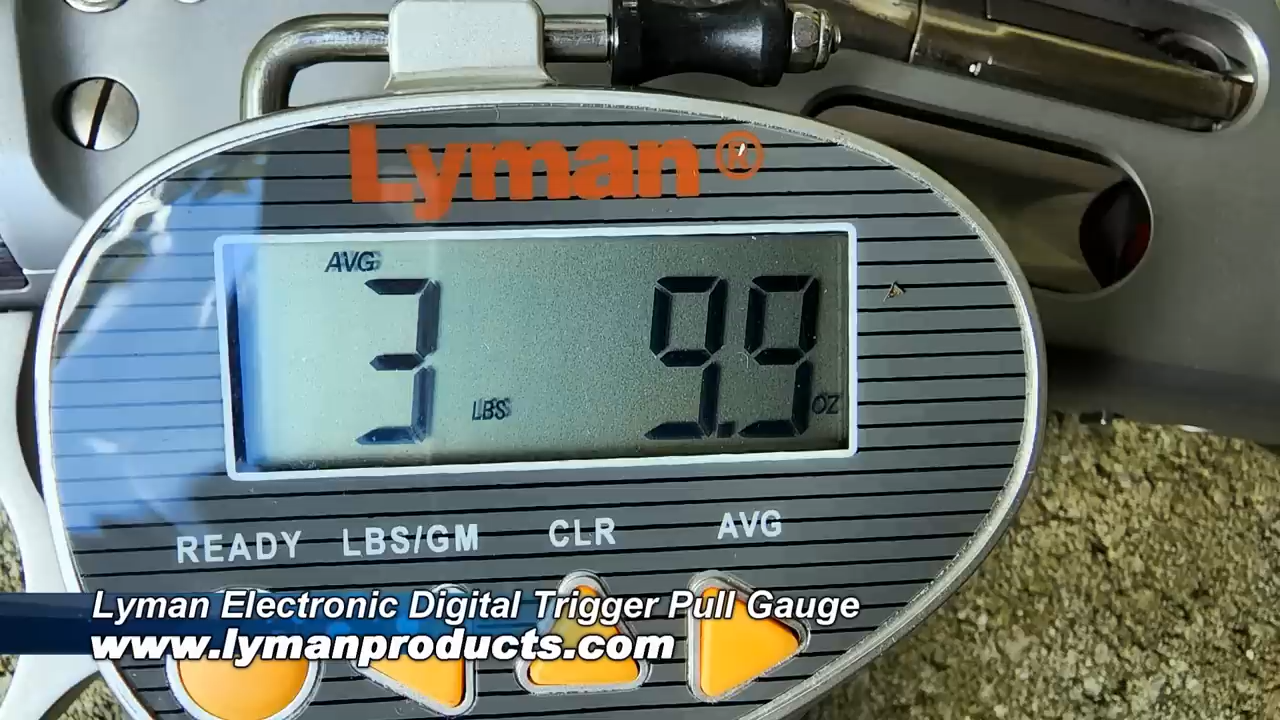 Lyman®
AVG
3 LBS 9.9 OZ
READY LBS/GM CLR AVG
Lyman Electronic Digital Trigger Pull Gauge
www.lymanproducts.com